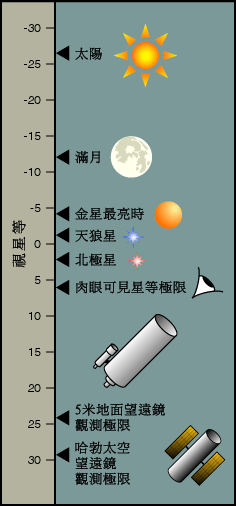 視星等
-30
太陽
-25
-20
-15
滿月
-10
-5
金星最亮時
天狼星
0
北極星
5
肉眼可見星等極限
10
15
20
5米地面望遠鏡
觀測極限
25
哈勃太空
望遠鏡
觀測極限
30